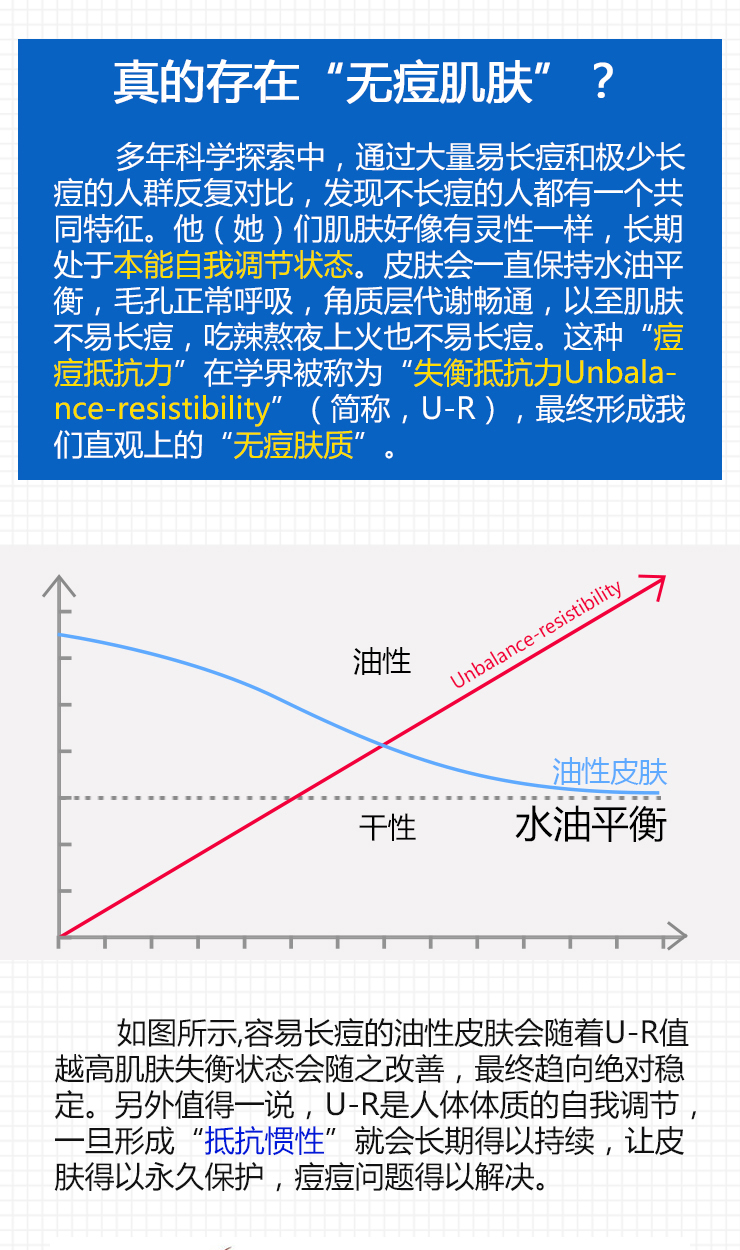 真的存在“无痘肌肤”？
多年科学探索中，通过大量易长痘和极少长
痘的人群反复对比，发现不长痘的人都有一个共
同特征。他（她）们肌肤好像有灵性一样，长期
处于本能自我调节状态。皮肤会一直保持水油平
衡，毛孔正常呼吸，角质层代谢畅通，以至肌肤
不易长痘，吃辣熬夜上火也不易长痘。这种“痘
痘抵抗力”在学界被称为“失衡抵抗力Unbala-
nce-resistibility”（简称，U-R），最终形成我
们直观上的“无痘肤质”。
Unbalance-resistibility
油性
油性皮肤
干性
水油平衡
如图所示,容易长痘的油性皮肤会随着U-R值
越高肌肤失衡状态会随之改善，最终趋向绝对稳
定。另外值得一说，U-R是人体体质的自我调节，
一旦形成“抵抗惯性”就会长期得以持续，让皮
肤得以永久保护，痘痘问题得以解决。